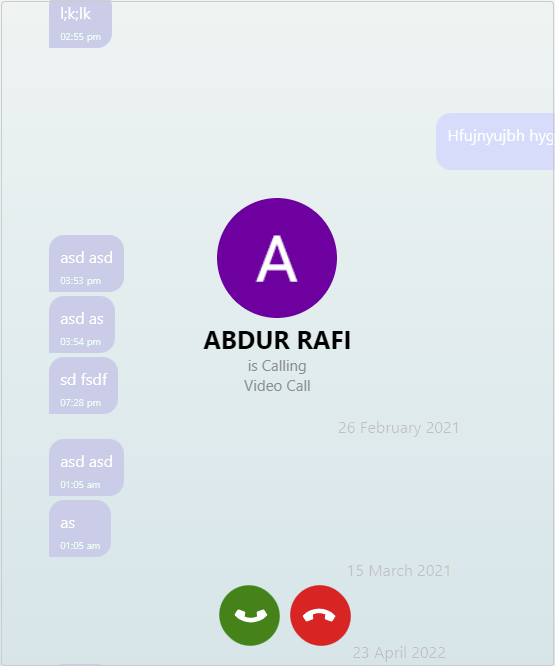 l;k;lk
02:55 pm
Hfujnyujbh hyg
asd asd
03:53 pm
A
asd as
03:54 pm
ABDUR RAFI
is Calling
Video Call
sd fsdf
07:28 pm
26 February 2021
asd asd
01:05 am
as
01:05 am
15 March 2021
23 April 2022